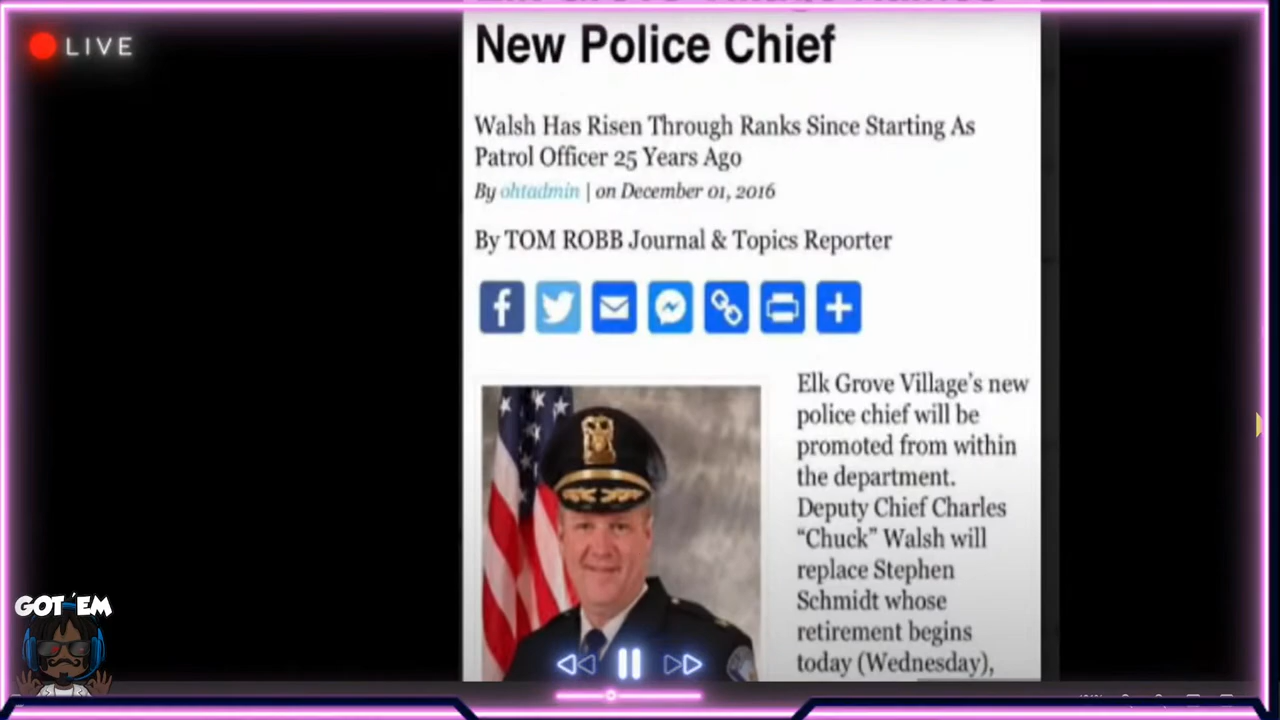 LIVE
New Police Chief
Walsh Has Risen Through Ranks Since Starting As
Patrol Officer 25 Years Ago
By ohtadmin | on December 01, 2016
By TOM ROBB Journal & Topics Reporter
Elk Grove Village’s new
police chief will be
promoted from within
the department.
Deputy Chief Charles
“Chuck” Walsh will
replace Stephen
Schmidt whose
retirement begins
today (Wednesday),
GOT 'EM